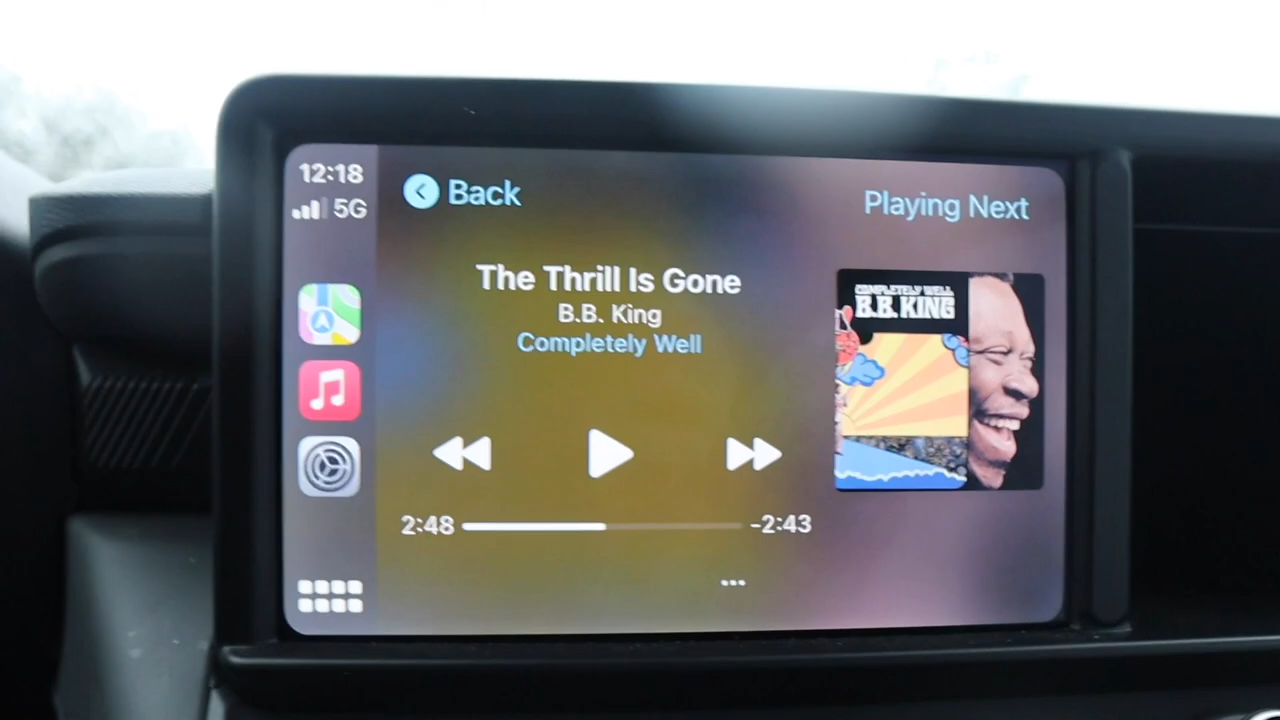 12:18
5G
Back
Playing Next
The Thrill Is Gone
B.B. King
Completely Well
COMPLETELY WELL
B.B. KING
2:48
-2:43